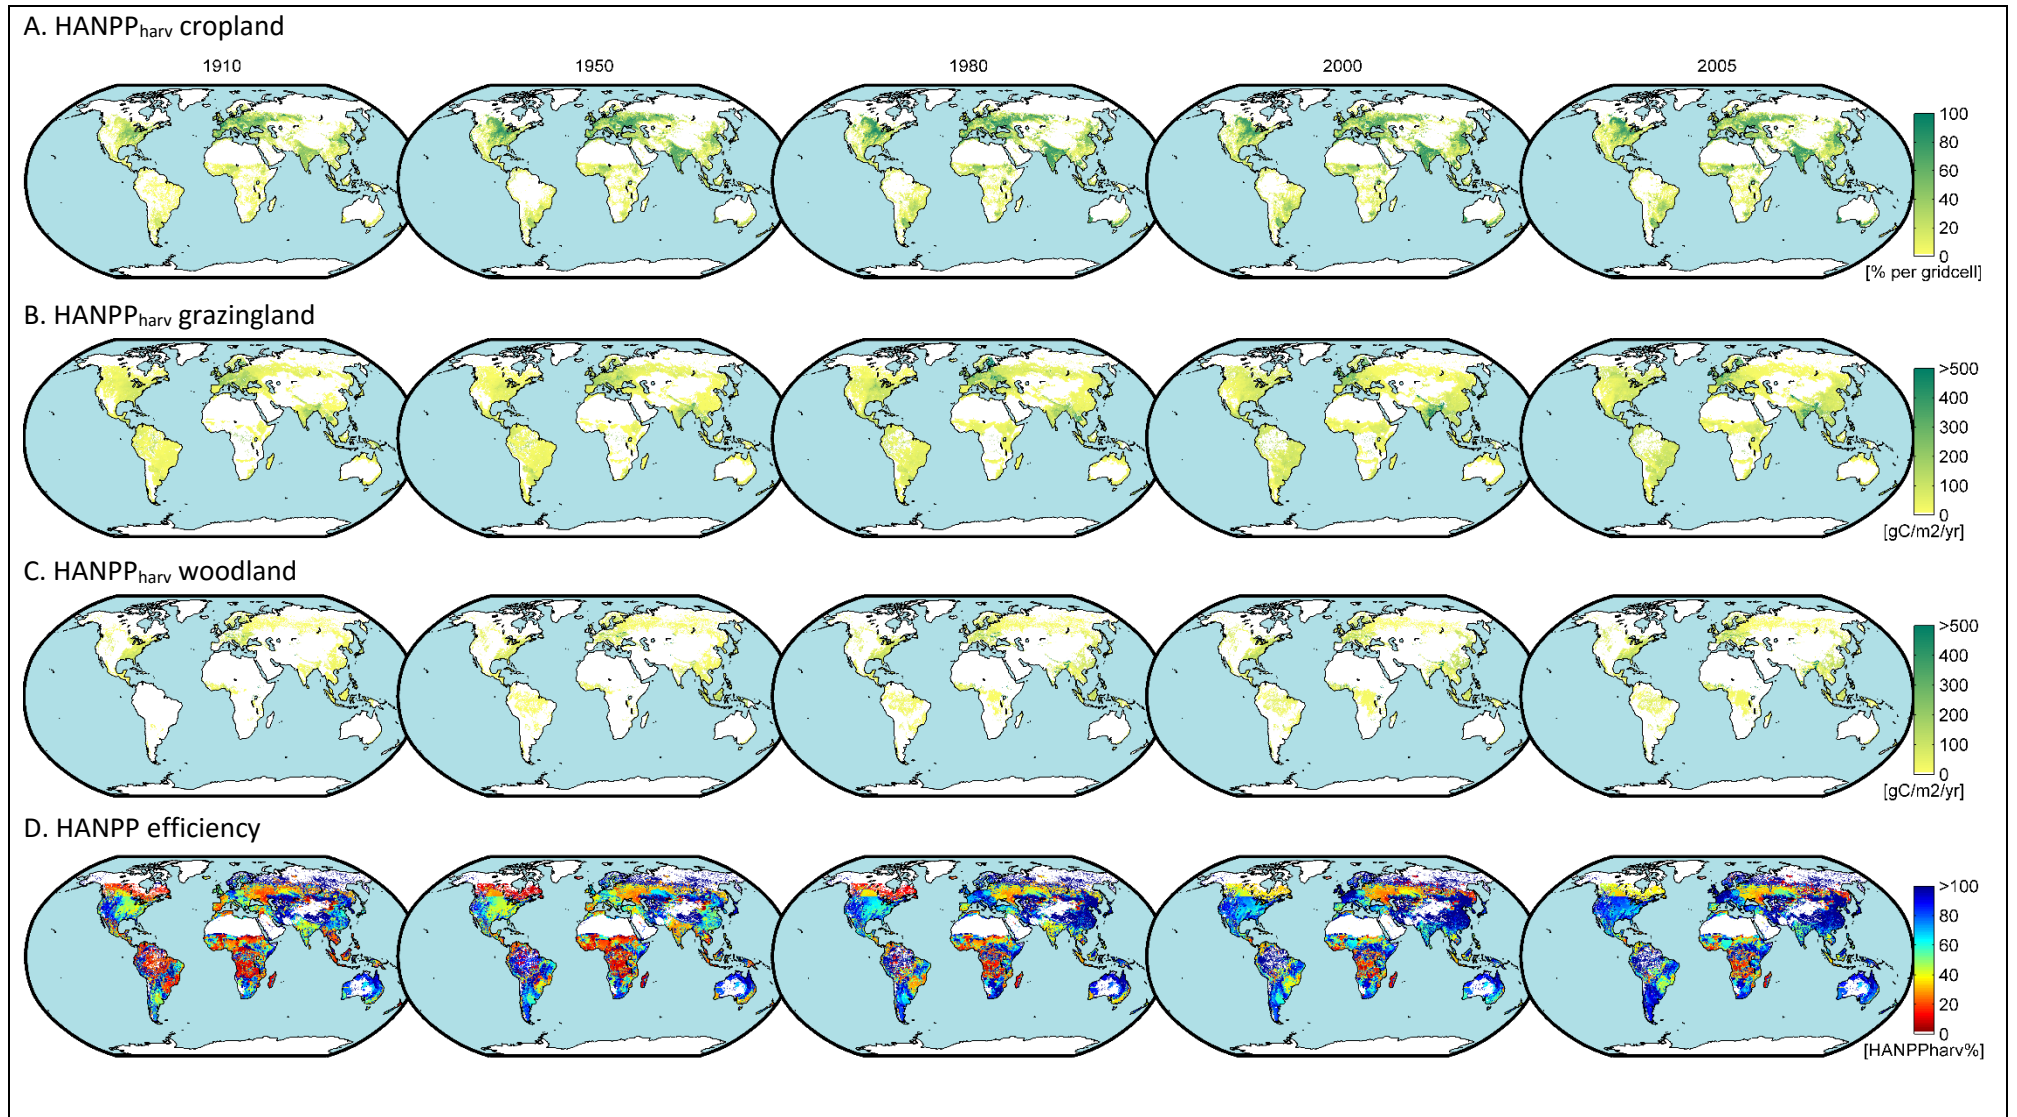 A. HANPPharv cropland
1910 1950 1980 2000 2005
100
80
60
40
20
0
[% per gridcell]
B. HANPPharv grazingland
>500
400
300
200
100
0
[gC/m2/yr]
C. HANPPharv woodland
>500
400
300
200
100
0
[gC/m2/yr]
D. HANPP efficiency
>100
80
60
40
20
0
[HANPPharv%]